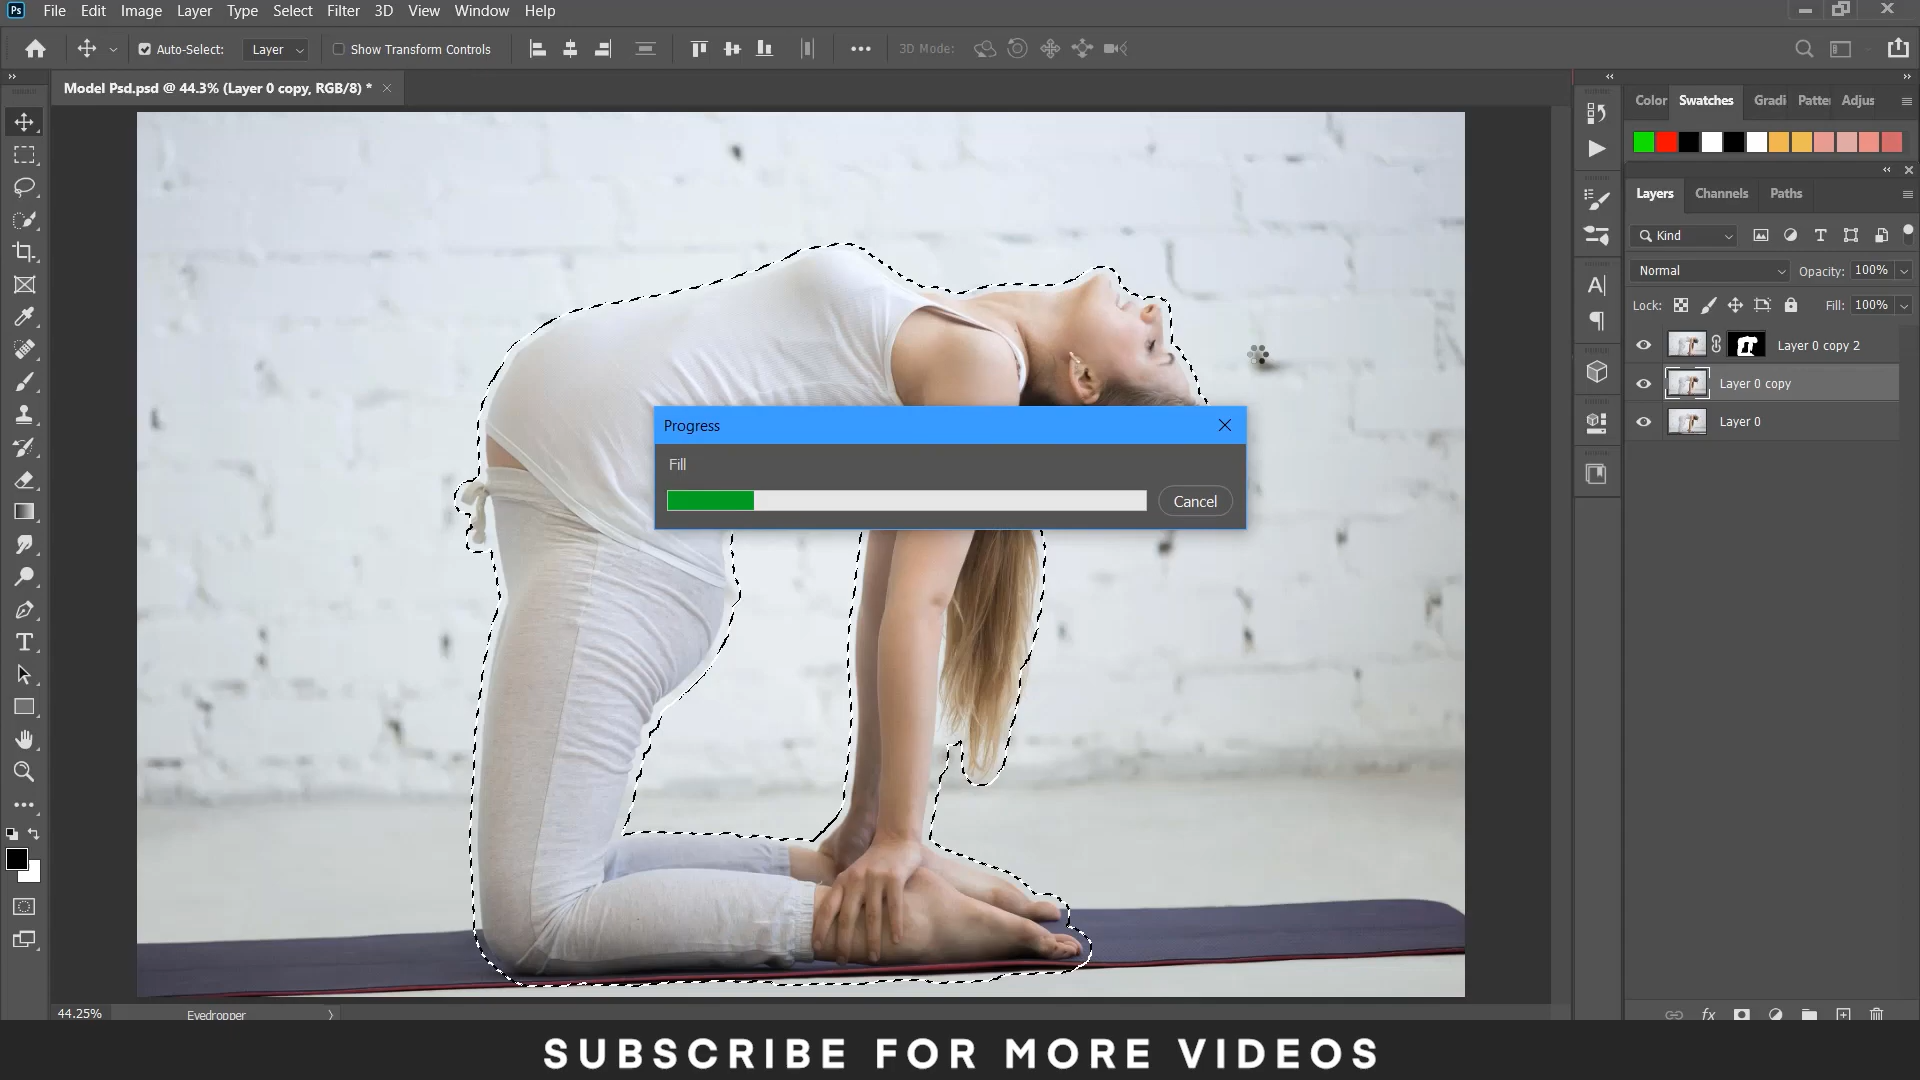 Ps File Edit Image Layer Type Select Filter 3D View Window Help
Auto-Select: Layer Show Transform Controls 3D Mode:
Model Psd.psd @ 44.3% (Layer 0 copy, RGB/8) *
Color Swatches Gradi Patter Adjus
Layers Channels Paths
Kind
Normal Opacity: 100%
Lock: Fill: 100%
Layer 0 copy 2
Layer 0 copy
Layer 0
Progress
Fill
Cancel
44.25% Eyedropper
fx
SUBSCRIBE FOR MORE VIDEOS